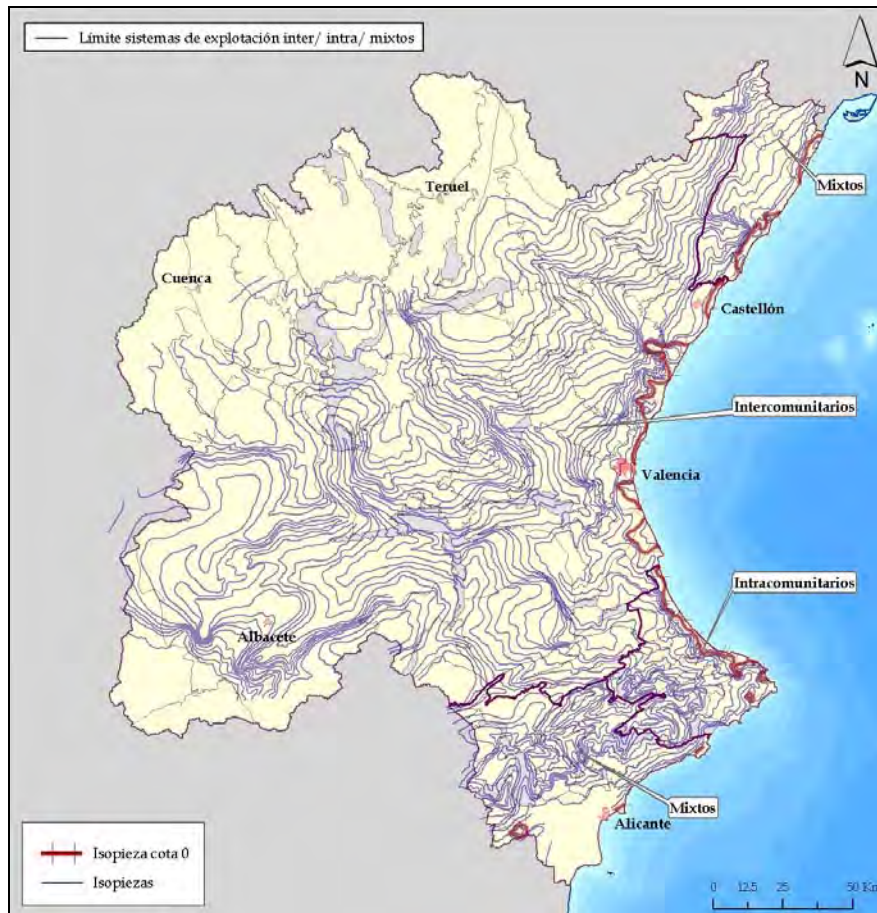 Límite sistemas de explotación inter/ intra/ mixtos
N
Mixtos
Teruel
Cuenca
Castellón
Intercomunitarios
Valencia
Intracomunitarios
Albacete
Mixtos
Alicante
Isopieza cota 0
Isopiezas
0 12,5 25 50 Km